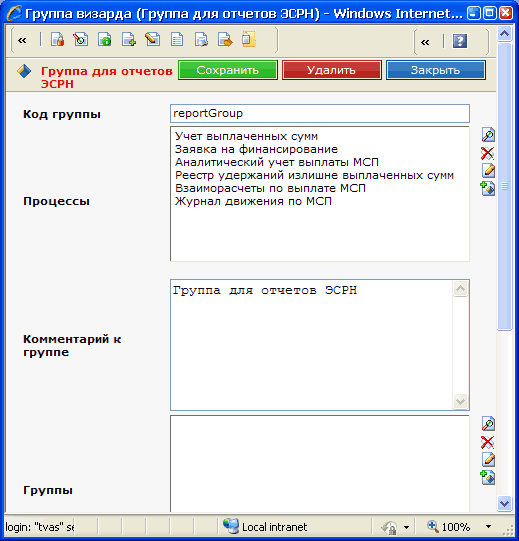 Группа визарда (Группа для отчетов ЭСРН) - Windows Internet...
«
«
?
Группа для отчетов
ЭСРН
Сохранить
Удалить
Закрыть
Код группы
reportGroup
Процессы
Учет выплаченных сумм
Заявка на финансирование
Аналитический учет выплаты МСП
Реестр удержаний излишне выплаченных сумм
Взаиморасчеты по выплате МСП
Журнал движения по МСП
Комментарий к
группе
Группа для отчетов ЭСРН
Группы
login: "tvas" se
Local intranet
100%